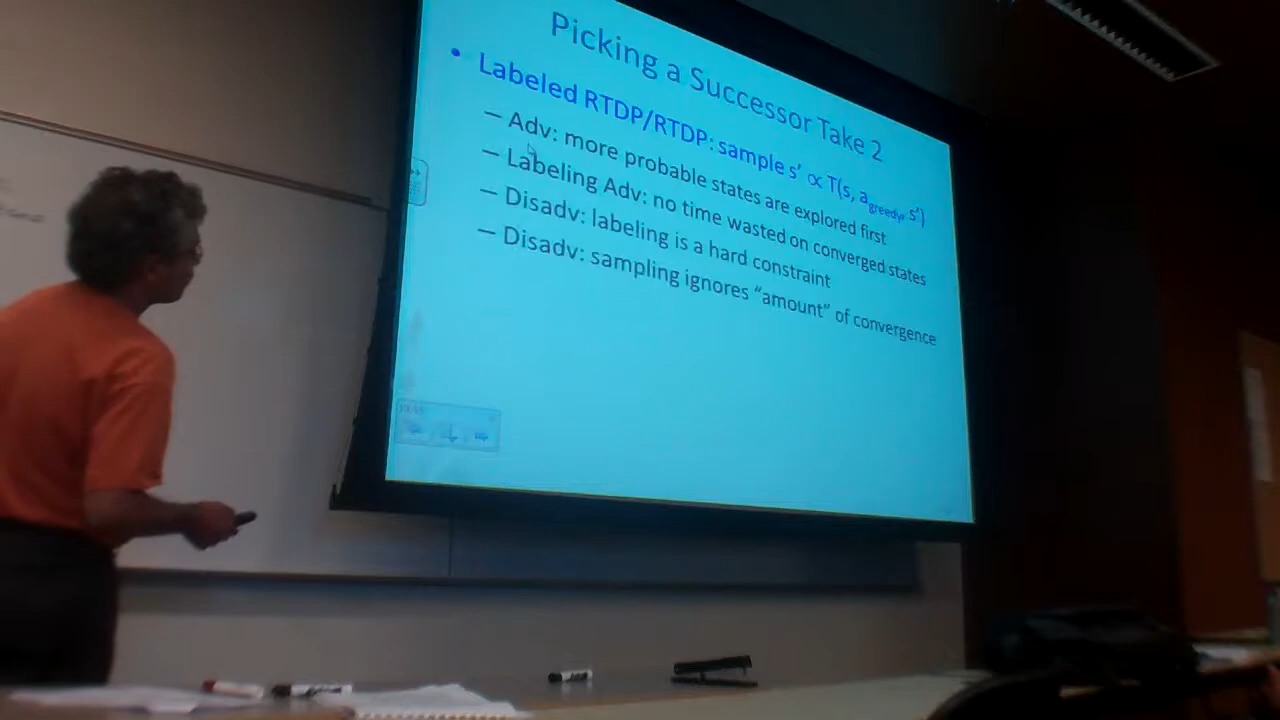 Picking a Successor Take 2
• Labeled RTDP/RTDP: sample s' ∝ T(s, a_greedy, s')
– Adv: more probable states are explored first
– Labeling Adv: no time wasted on converged states
– Disadv: labeling is a hard constraint
– Disadv: sampling ignores “amount” of convergence